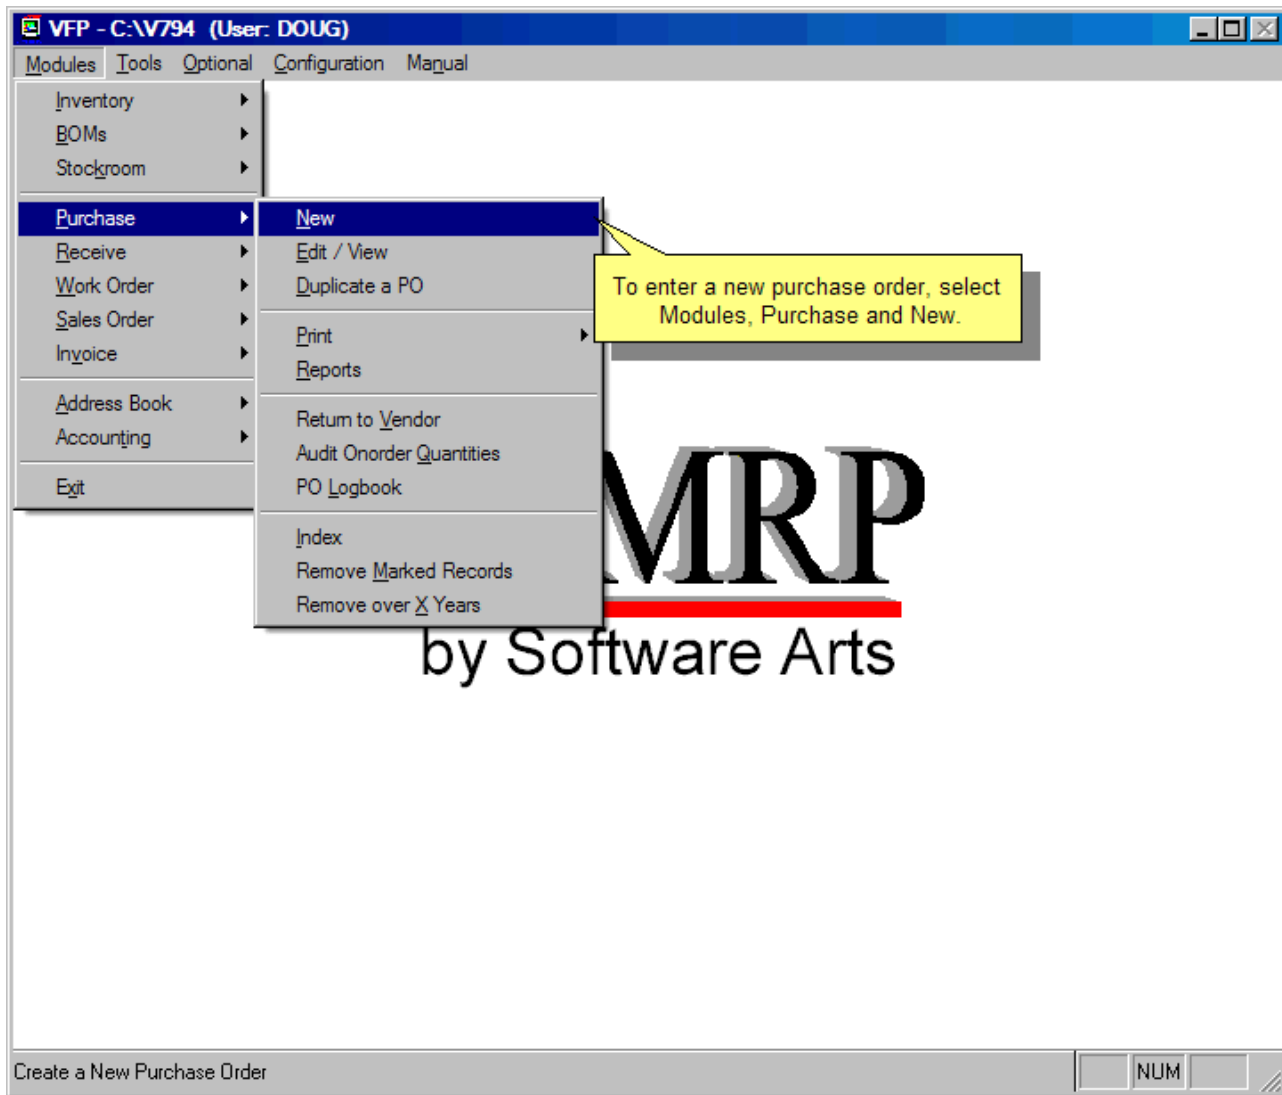 VFP - C:\V794 (User: DOUG)
Modules Tools Optional Configuration Manual
Inventory
BOMs
Stockroom
Purchase
Receive
Work Order
Sales Order
Invoice
Address Book
Accounting
Exit
New
Edit / View
Duplicate a PO
Print
Reports
Return to Vendor
Audit Onorder Quantities
PO Logbook
Index
Remove Marked Records
Remove over X Years
To enter a new purchase order, select
Modules, Purchase and New.
MRP
by Software Arts
Create a New Purchase Order
NUM